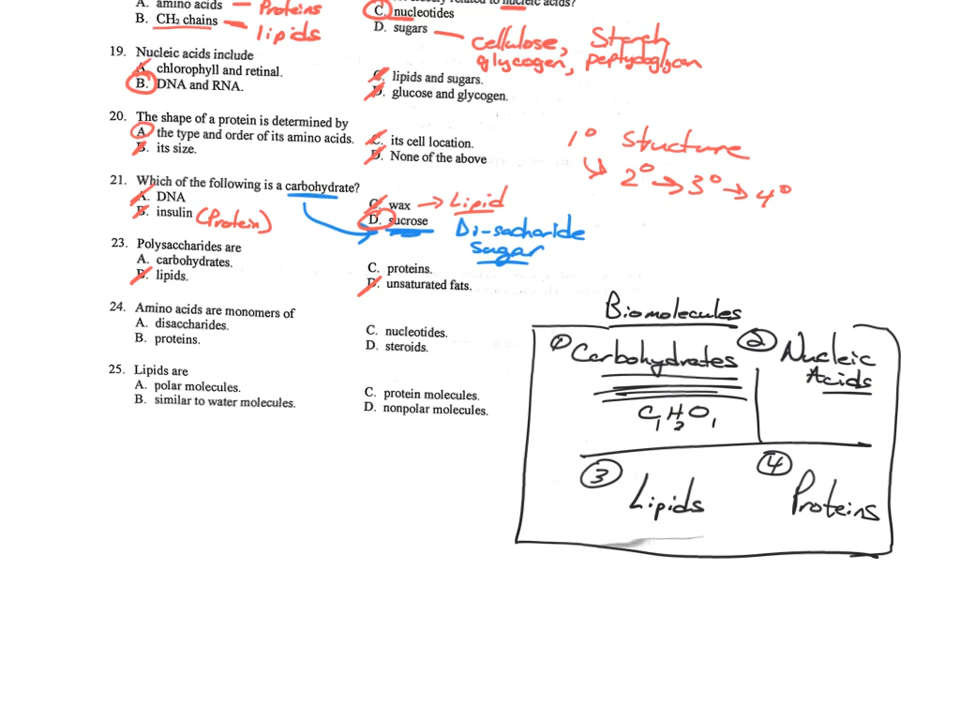 A. amino acids — Proteins
B. CH₂ chains — lipids
to nucleic acids?
C. nucleotides
D. sugars — cellulose, Starch
glycogen, peptydoglycan
19. Nucleic acids include
A. chlorophyll and retinal.
B. DNA and RNA.
C. lipids and sugars.
D. glucose and glycogen.
20. The shape of a protein is determined by
A. the type and order of its amino acids.
B. its size.
C. its cell location.
D. None of the above
1° Structure
↳ 2° → 3° → 4°
21. Which of the following is a carbohydrate?
A. DNA
B. insulin (Protein)
C. wax → Lipid
D. sucrose Di-sacharide
sugar
23. Polysaccharides are
A. carbohydrates.
B. lipids.
C. proteins.
D. unsaturated fats.
24. Amino acids are monomers of
A. disaccharides.
B. proteins.
C. nucleotides.
D. steroids.
25. Lipids are
A. polar molecules.
B. similar to water molecules.
C. protein molecules.
D. nonpolar molecules.
Biomolecules
① Carbohydrates
C₁H₂O₁
② Nucleic
Acids
③ Lipids
④ Proteins